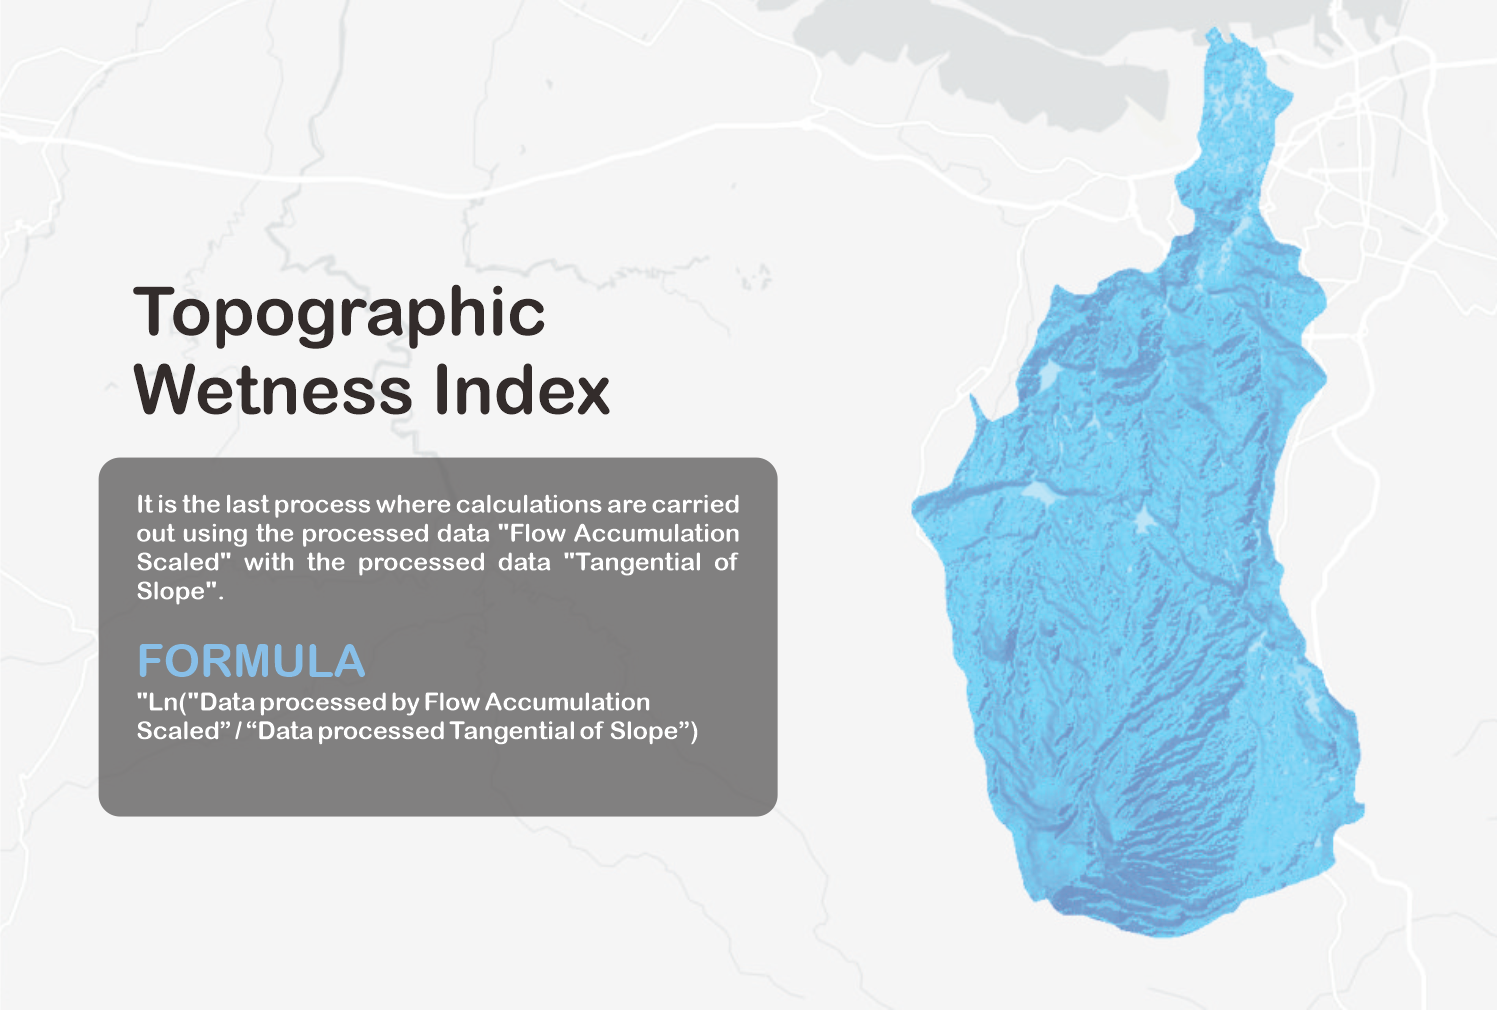 Topographic
Wetness Index
It is the last process where calculations are carried
out using the processed data "Flow Accumulation
Scaled" with the processed data "Tangential of
Slope".
FORMULA
"Ln("Data processed by Flow Accumulation
Scaled” / “Data processed Tangential of Slope”)